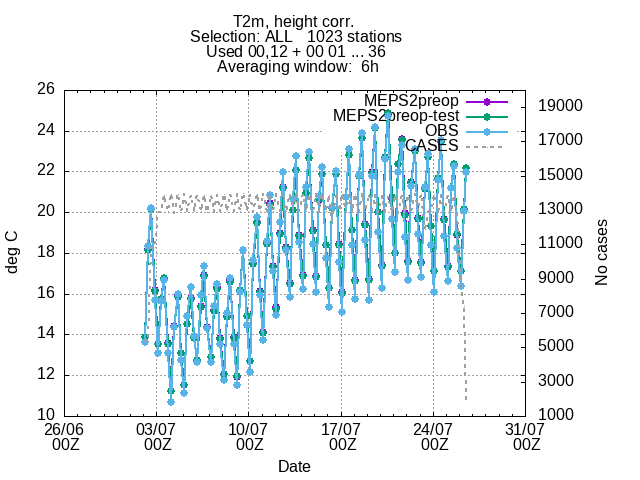 T2m, height corr.
Selection: ALL   1023 stations
Used 00,12 + 00 01 ... 36
Averaging window:  6h
MEPS2preop
MEPS2preop-test
OBS
CASES
26
24
22
20
18
16
14
12
10
19000
17000
15000
13000
11000
9000
7000
5000
3000
1000
deg C
No cases
26/06 03/07 10/07 17/07 24/07 31/07
00Z 00Z 00Z 00Z 00Z 00Z
Date